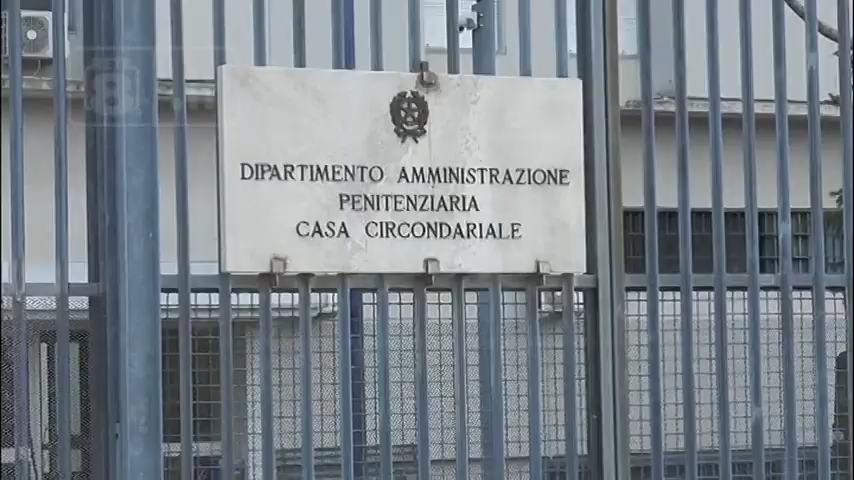 DIPARTIMENTO AMMINISTRAZIONE
PENITENZIARIA
CASA CIRCONDARIALE